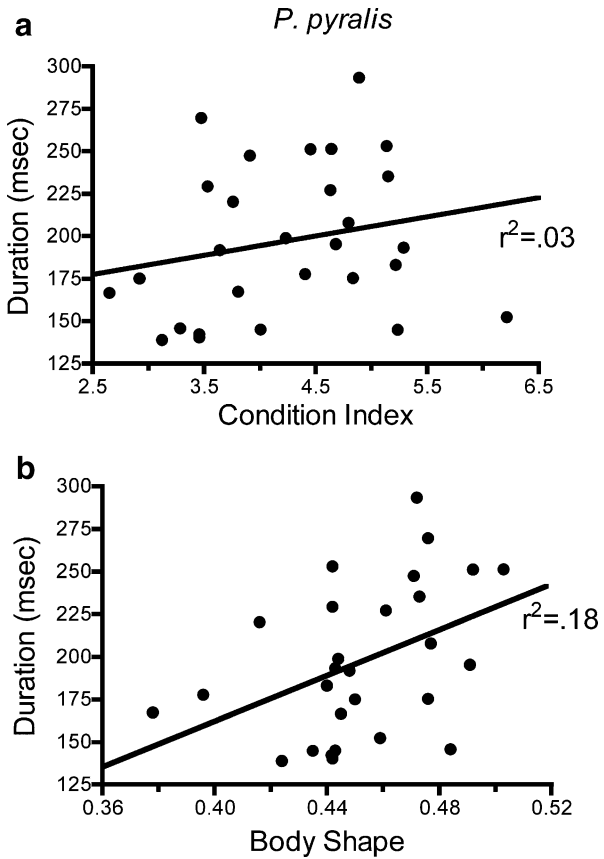 a
P. pyralis
300
275
250
225
200
175
150
125
Duration (msec)
r²=.03
2.5 3.5 4.5 5.5 6.5
Condition Index
b
300
275
250
225
200
175
150
125
Duration (msec)
r²=.18
0.36 0.40 0.44 0.48 0.52
Body Shape